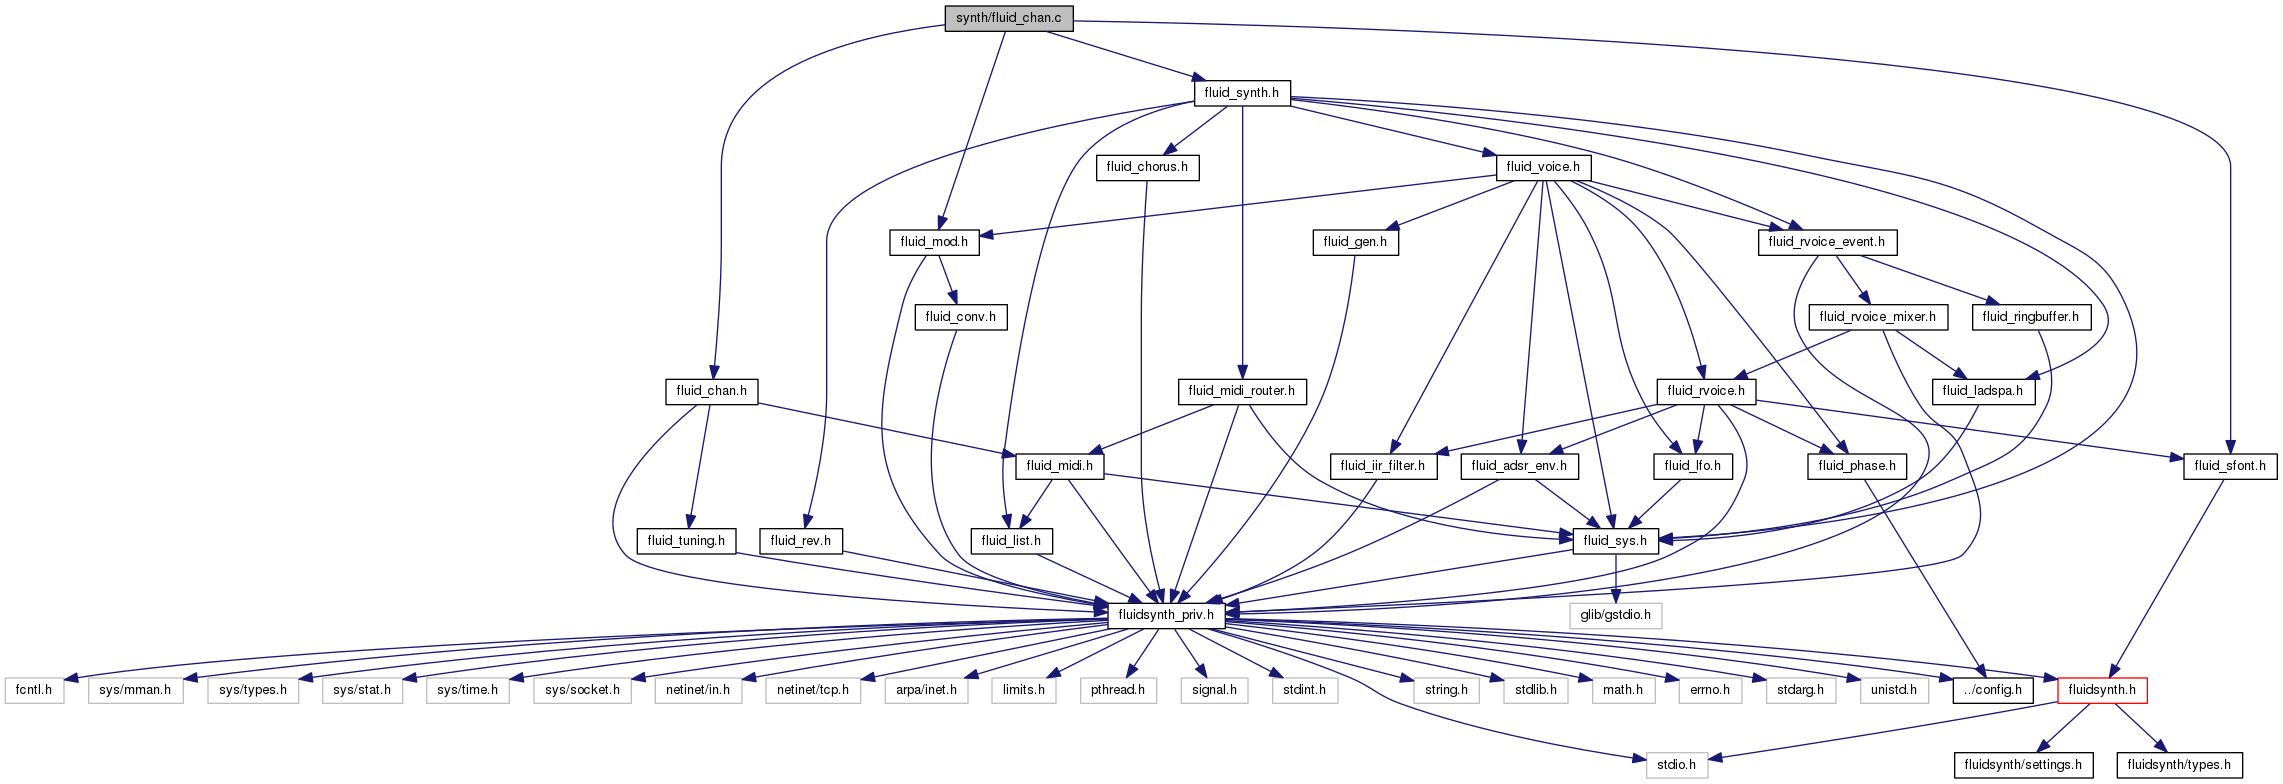 synth/fluid_chan.c
fluid_synth.h
fluid_chorus.h
fluid_voice.h
fluid_mod.h
fluid_gen.h
fluid_rvoice_event.h
fluid_conv.h
fluid_rvoice_mixer.h
fluid_ringbuffer.h
fluid_chan.h
fluid_midi_router.h
fluid_rvoice.h
fluid_ladspa.h
fluid_midi.h
fluid_iir_filter.h
fluid_adsr_env.h
fluid_lfo.h
fluid_phase.h
fluid_sfont.h
fluid_tuning.h
fluid_rev.h
fluid_list.h
fluid_sys.h
fluidsynth_priv.h
glib/gstdio.h
fcntl.h
sys/mman.h
sys/types.h
sys/stat.h
sys/time.h
sys/socket.h
netinet/in.h
netinet/tcp.h
arpa/inet.h
limits.h
pthread.h
signal.h
stdint.h
string.h
stdlib.h
math.h
errno.h
stdarg.h
unistd.h
../config.h
fluidsynth.h
stdio.h
fluidsynth/settings.h
fluidsynth/types.h